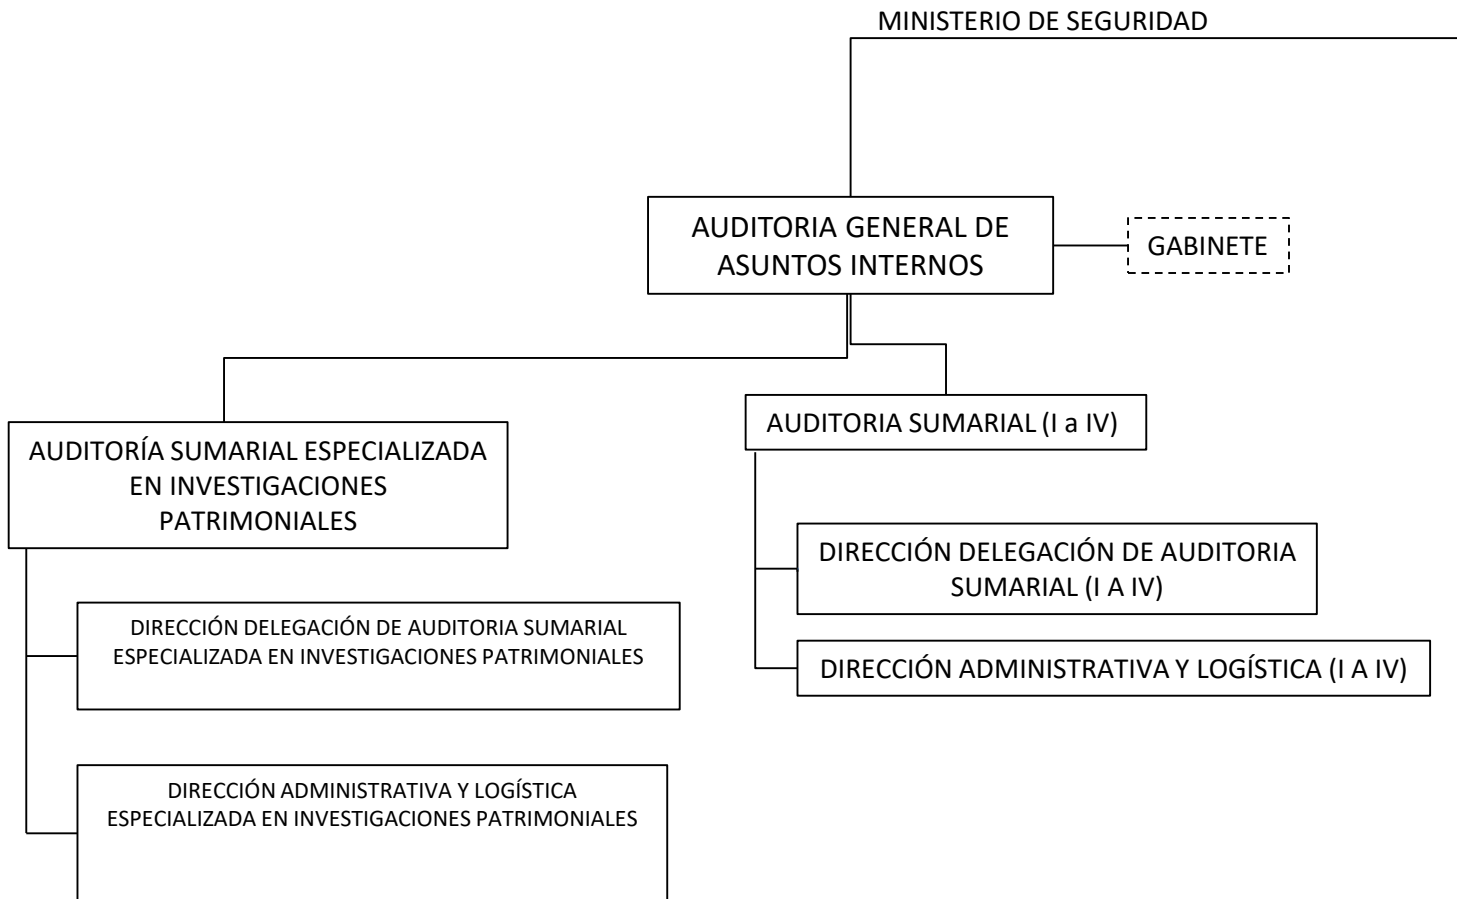 MINISTERIO DE SEGURIDAD
AUDITORIA GENERAL DE
ASUNTOS INTERNOS
GABINETE
AUDITORÍA SUMARIAL ESPECIALIZADA
EN INVESTIGACIONES
PATRIMONIALES
DIRECCIÓN DELEGACIÓN DE AUDITORIA SUMARIAL
ESPECIALIZADA EN INVESTIGACIONES PATRIMONIALES
DIRECCIÓN ADMINISTRATIVA Y LOGÍSTICA
ESPECIALIZADA EN INVESTIGACIONES PATRIMONIALES
AUDITORIA SUMARIAL (I a IV)
DIRECCIÓN DELEGACIÓN DE AUDITORIA
SUMARIAL (I A IV)
DIRECCIÓN ADMINISTRATIVA Y LOGÍSTICA (I A IV)